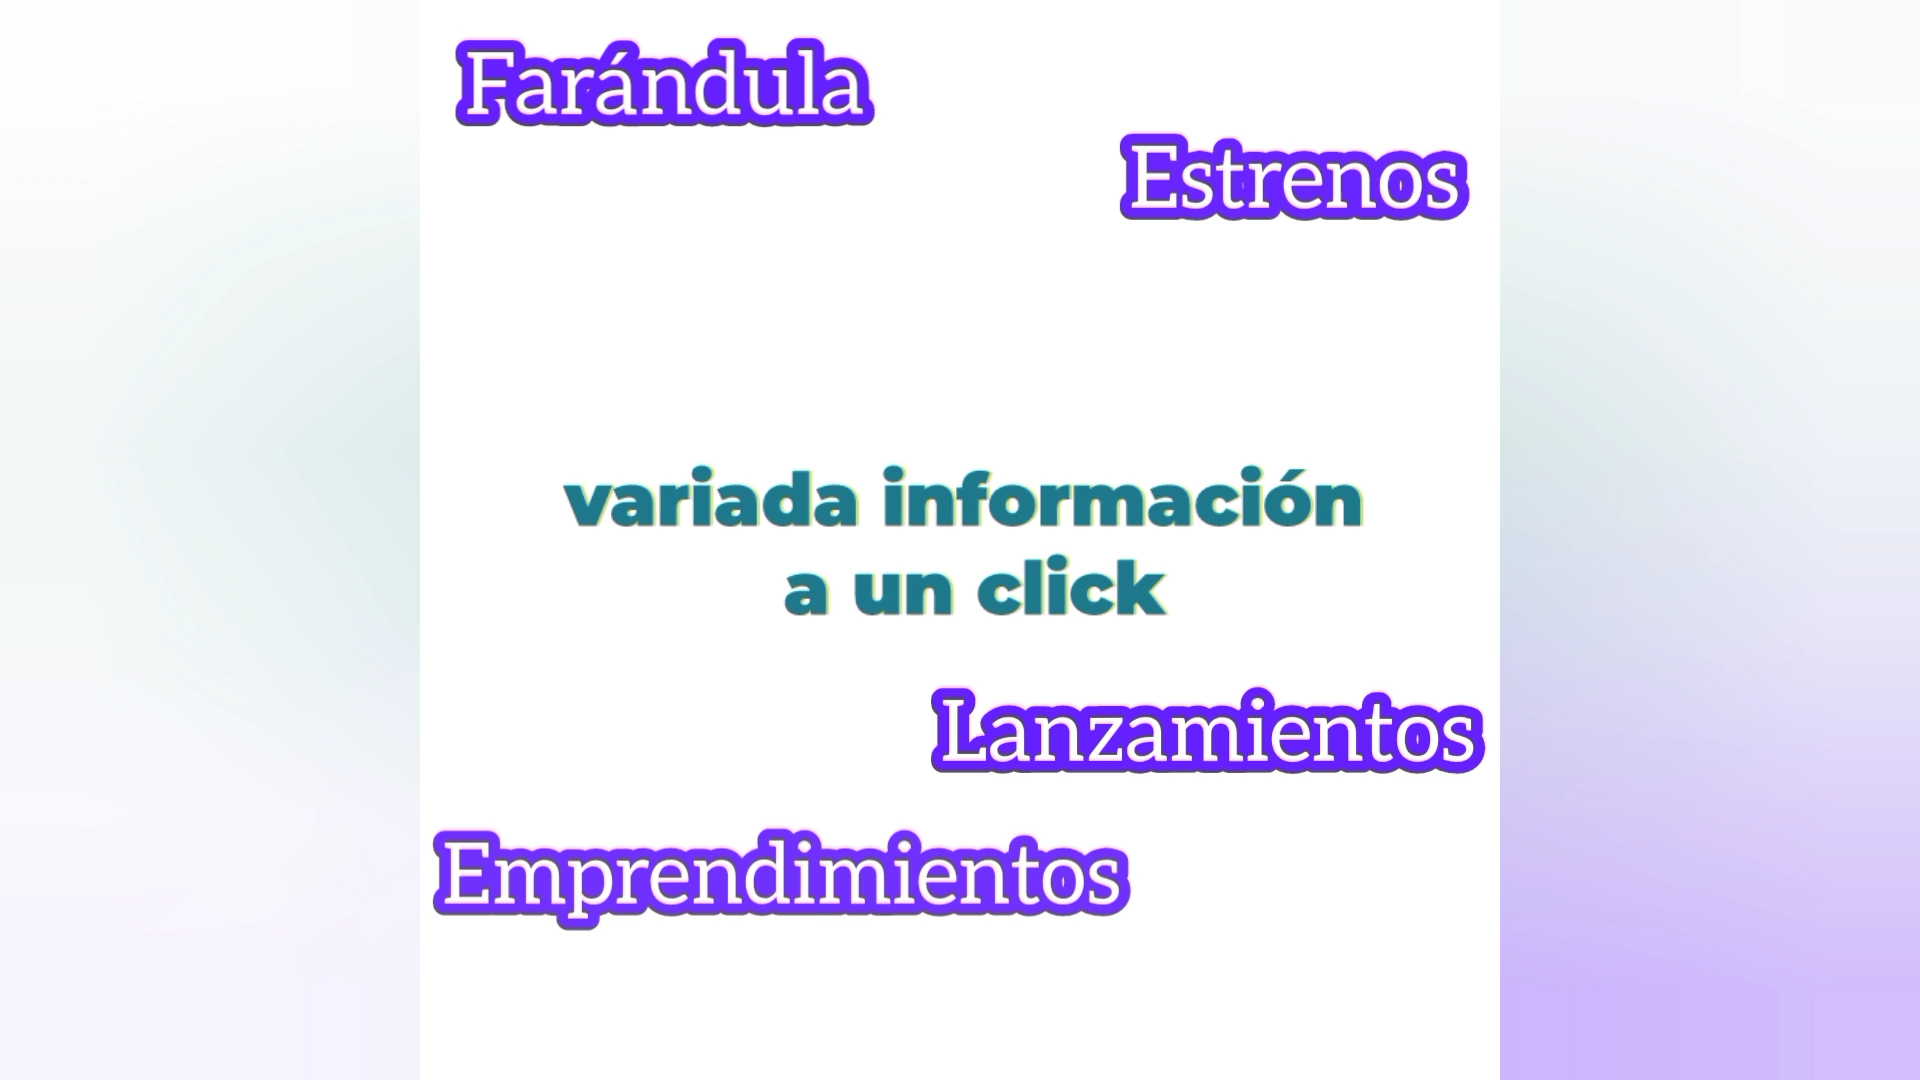 Farándula
Estrenos
variada información
a un click
Lanzamientos
Emprendimientos